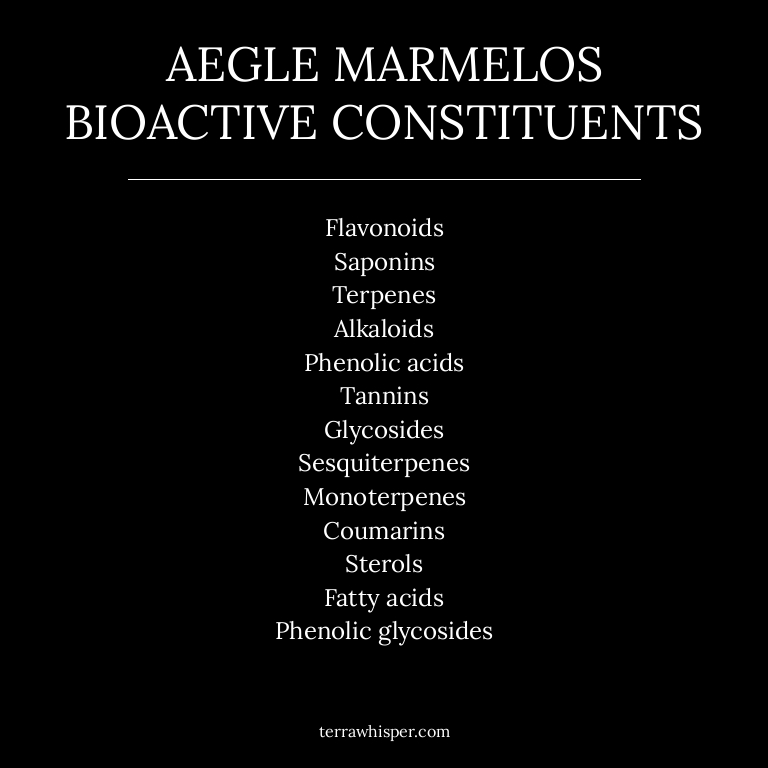 AEGLE MARMELOS
BIOACTIVE CONSTITUENTS
Flavonoids
Saponins
Terpenes
Alkaloids
Phenolic acids
Tannins
Glycosides
Sesquiterpenes
Monoterpenes
Coumarins
Sterols
Fatty acids
Phenolic glycosides
terrawhisper.com